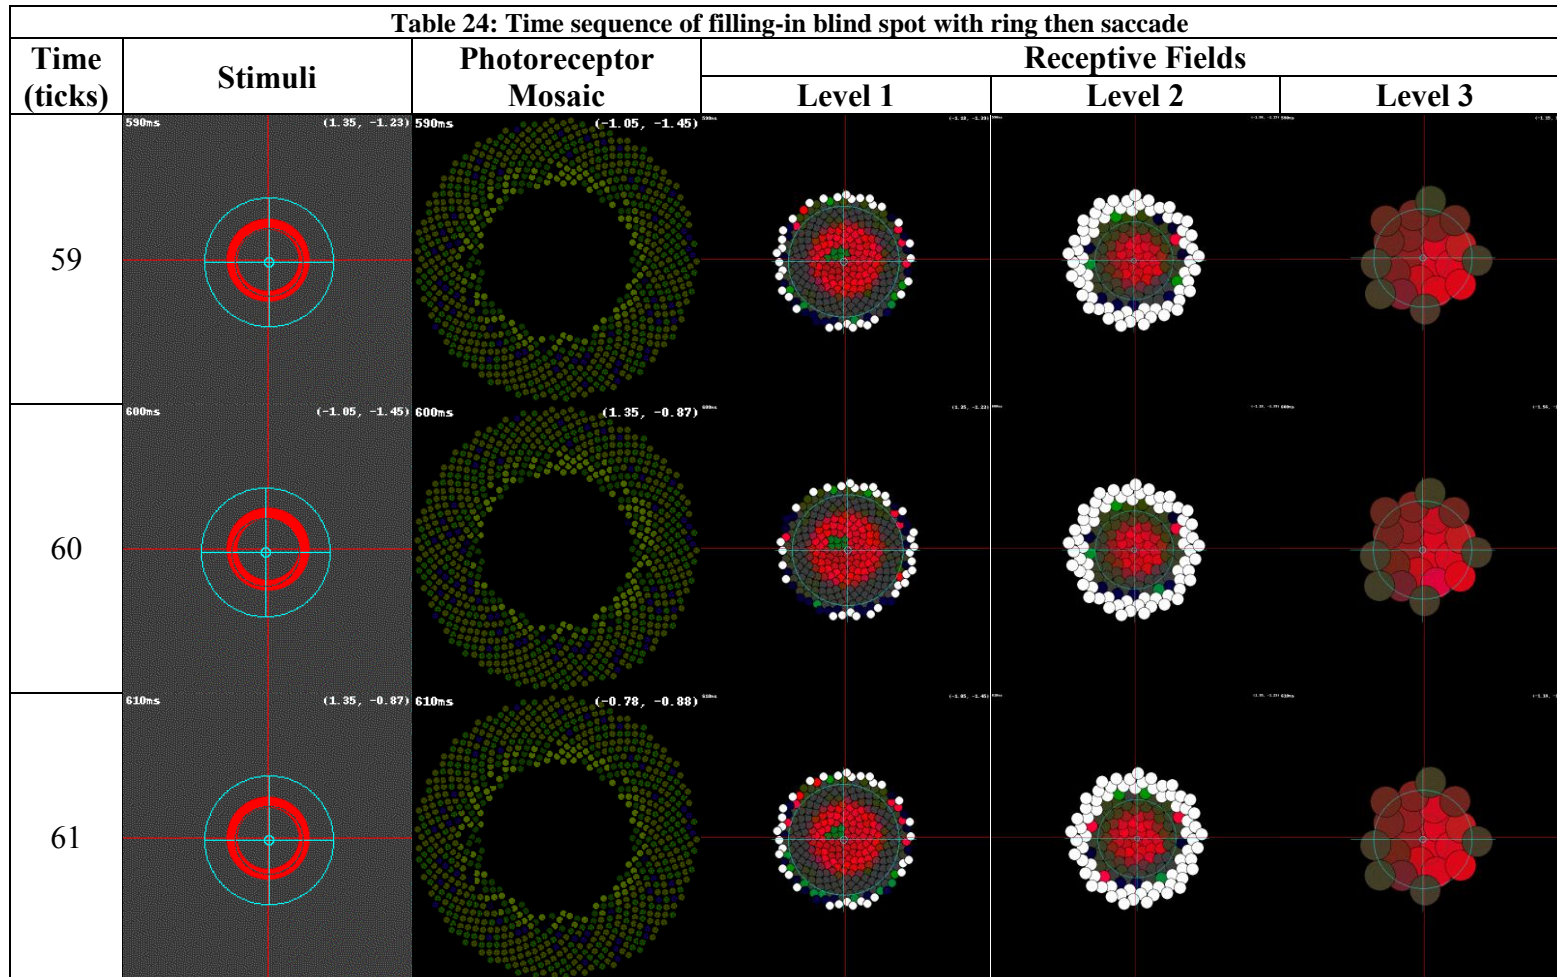 Table 24: Time sequence of filling-in blind spot with ring then saccade
Time (ticks)
Stimuli
Photoreceptor Mosaic
Receptive Fields
Level 1
Level 2
Level 3
59
590ms (1.35, -1.23)
590ms (-1.05, -1.45)
60
600ms (-1.05, -1.45)
600ms (1.35, -0.87)
61
610ms (1.35, -0.87)
610ms (-0.78, -0.88)